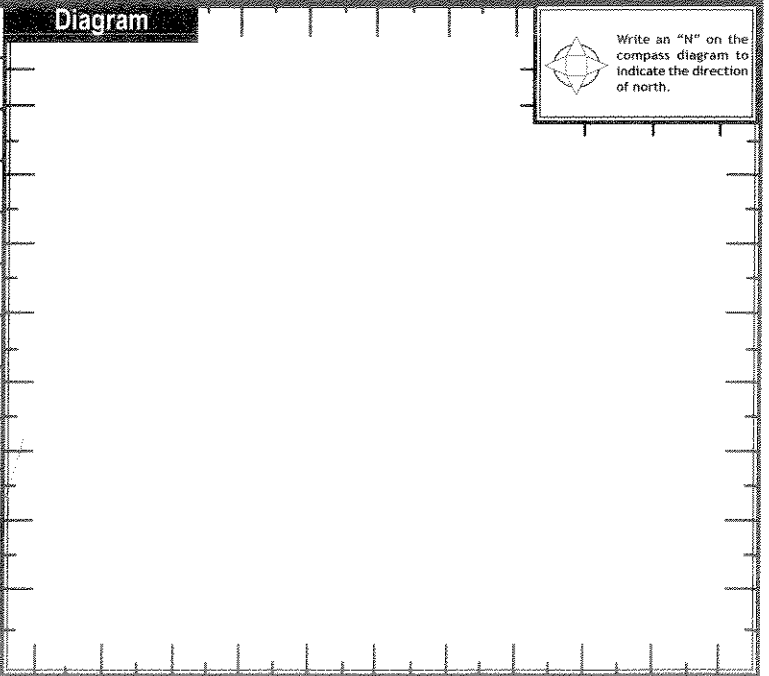 Diagram
Write an "N" on the
compass diagram to
indicate the direction
of north.